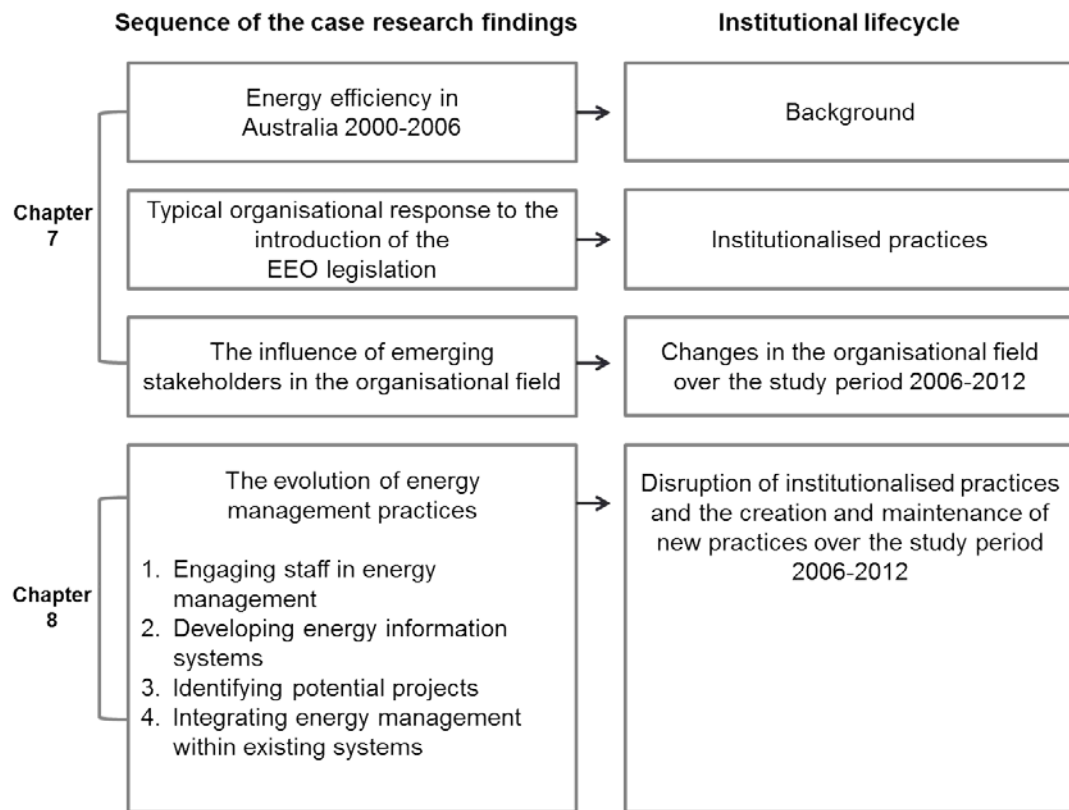 Sequence of the case research findings
Institutional lifecycle
Chapter
7
Energy efficiency in
Australia 2000-2006
Background
Typical organisational response to the
introduction of the
EEO legislation
Institutionalised practices
The influence of emerging
stakeholders in the organisational field
Changes in the organisational field
over the study period 2006-2012
Chapter
8
The evolution of energy
management practices
1. Engaging staff in energy
management
2. Developing energy information
systems
3. Identifying potential projects
4. Integrating energy management
within existing systems
Disruption of institutionalised practices
and the creation and maintenance of
new practices over the study period
2006-2012